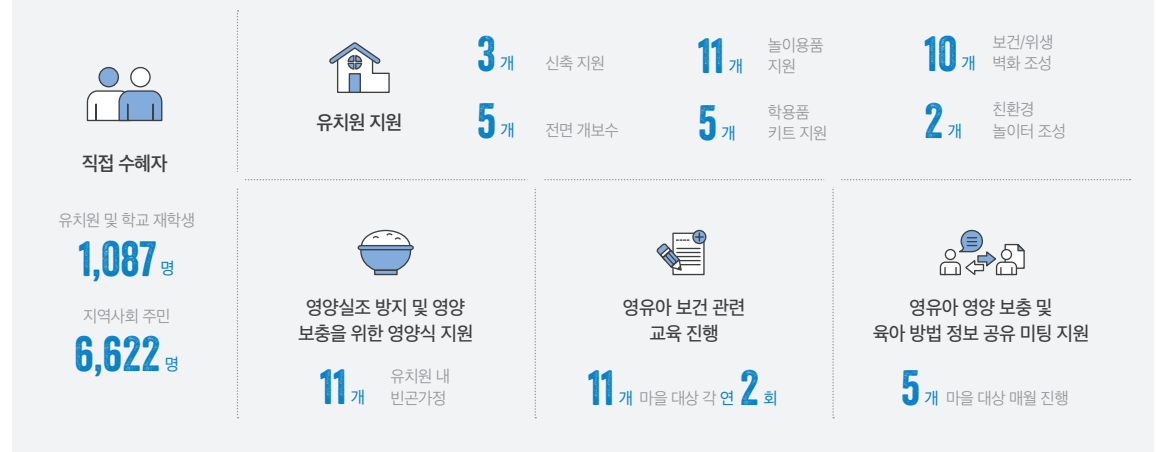 직접 수혜자
유치원 및 학교 재학생
1,087 명
지역사회 주민
6,622 명
유치원 지원
3 개 신축 지원
5 개 전면 개보수
11 개 놀이용품
지원
5 개 학용품
키트 지원
10 개 보건/위생
벽화 조성
2 개 친환경
놀이터 조성
영양실조 방지 및 영양
보충을 위한 영양식 지원
11 개 유치원 내
빈곤가정
영유아 보건 관련
교육 진행
11 개 마을 대상 각 연 2 회
영유아 영양 보충 및
육아 방법 정보 공유 미팅 지원
5 개 마을 대상 매월 진행